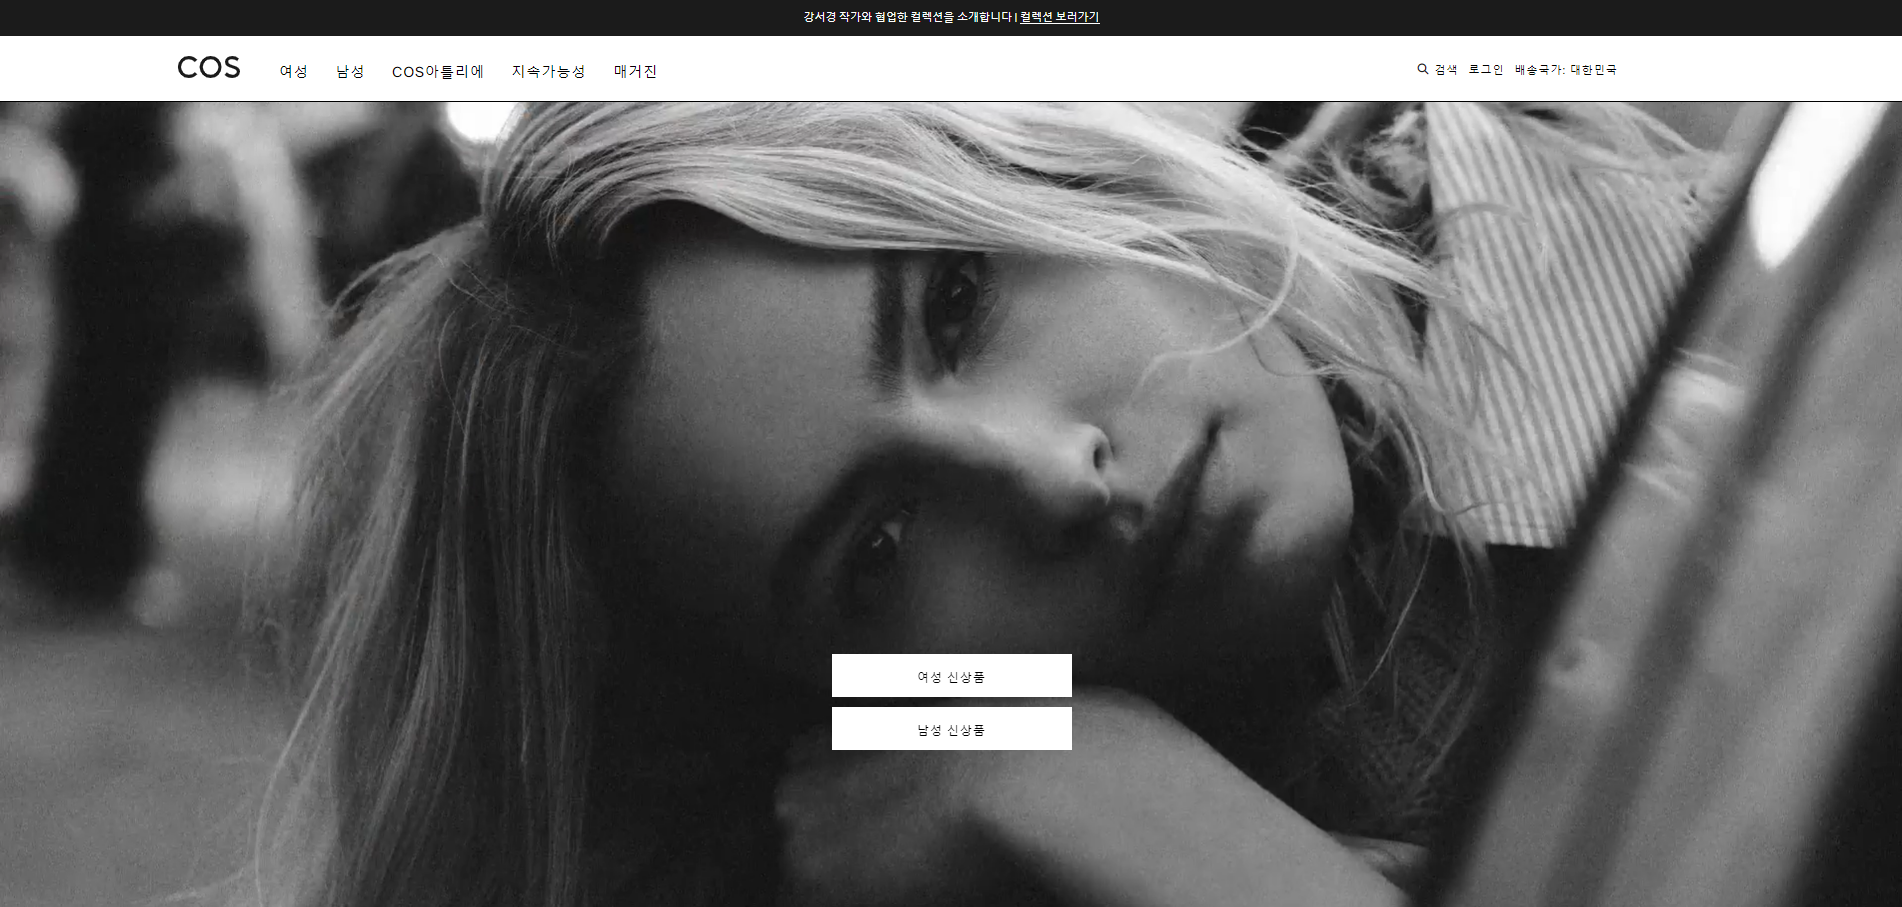 강서경 작가와 협업한 컬렉션을 소개합니다 | 컬렉션 보러가기
COS 여성 남성 COS아틀리에 지속가능성 매거진 검색 로그인 배송국가: 대한민국
여성 신상품
남성 신상품